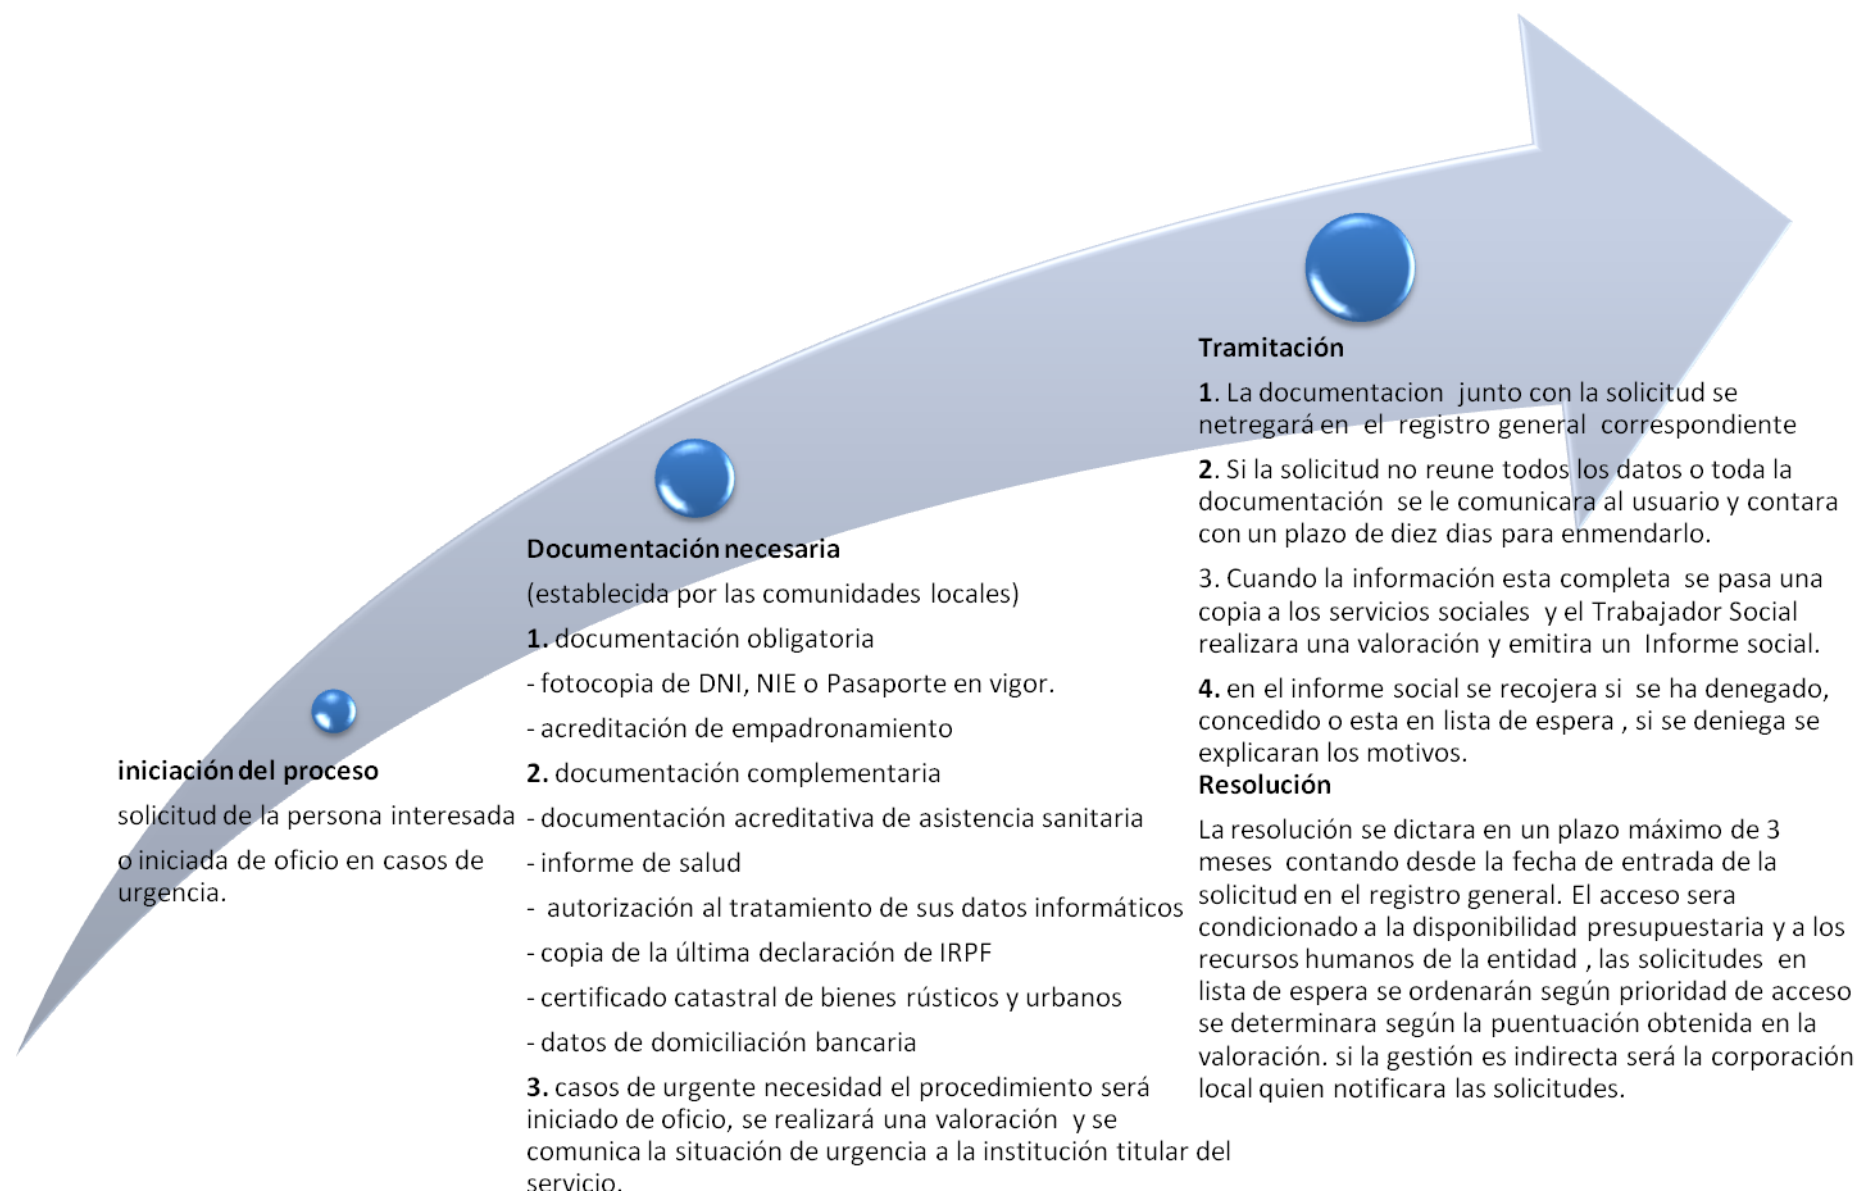 iniciación del proceso
solicitud de la persona interesada
o iniciada de oficio en casos de
urgencia.
Documentación necesaria
(establecida por las comunidades locales)
1. documentación obligatoria
- fotocopia de DNI, NIE o Pasaporte en vigor.
- acreditación de empadronamiento
2. documentación complementaria
- documentación acreditativa de asistencia sanitaria
- informe de salud
- autorización al tratamiento de sus datos informáticos
- copia de la última declaración de IRPF
- certificado catastral de bienes rústicos y urbanos
- datos de domiciliación bancaria
3. casos de urgente necesidad el procedimiento será
iniciado de oficio, se realizará una valoración y se
comunica la situación de urgencia a la institución titular del
servicio.
Tramitación
1. La documentacion junto con la solicitud se
netregará en el registro general correspondiente
2. Si la solicitud no reune todos los datos o toda la
documentación se le comunicara al usuario y contara
con un plazo de diez dias para enmendarlo.
3. Cuando la información esta completa se pasa una
copia a los servicios sociales y el Trabajador Social
realizara una valoración y emitira un Informe social.
4. en el informe social se recojera si se ha denegado,
concedido o esta en lista de espera , si se deniega se
explicaran los motivos.
Resolución
La resolución se dictara en un plazo máximo de 3
meses contando desde la fecha de entrada de la
solicitud en el registro general. El acceso sera
condicionado a la disponibilidad presupuestaria y a los
recursos humanos de la entidad , las solicitudes en
lista de espera se ordenarán según prioridad de acceso
se determinara según la puentuación obtenida en la
valoración. si la gestión es indirecta será la corporación
local quien notificara las solicitudes.